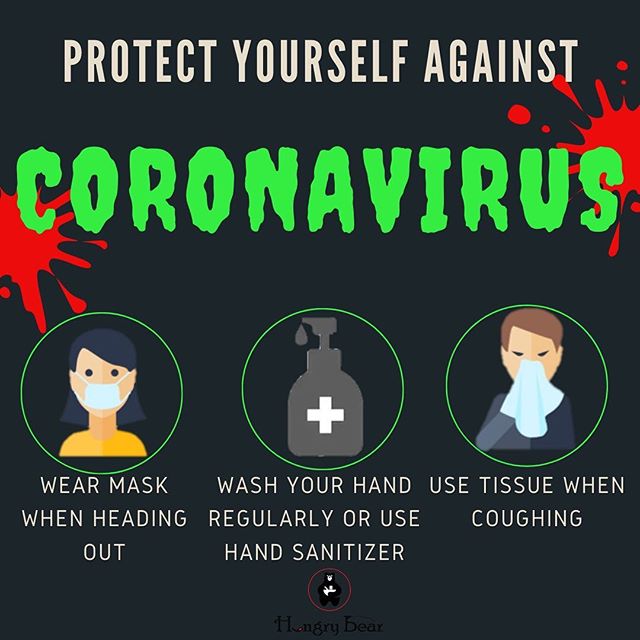 PROTECT YOURSELF AGAINST
CORONAVIRUS
WEAR MASK
WHEN HEADING
OUT
WASH YOUR HAND
REGULARLY OR USE
HAND SANITIZER
USE TISSUE WHEN
COUGHING
Hungry Bear